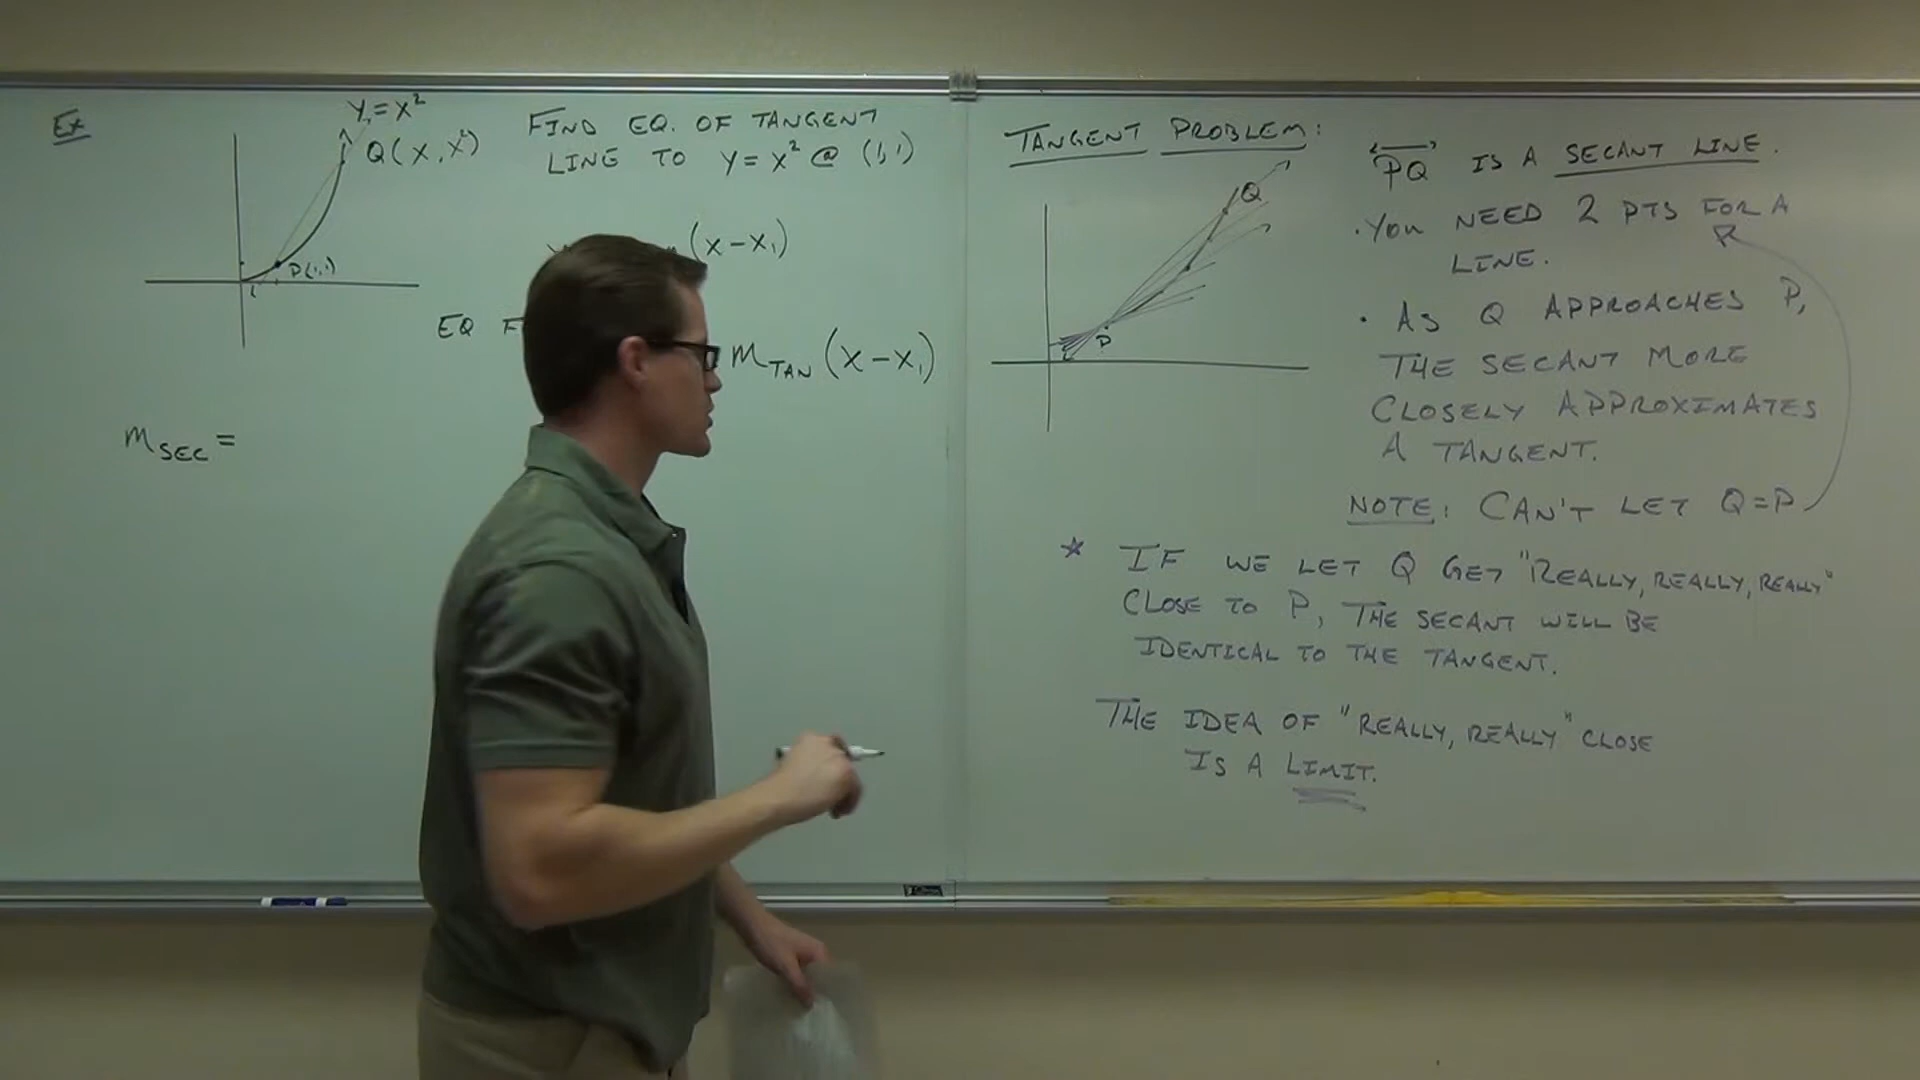 Ex
y = x²
Q(x, x²)
P(1,1)
1
FIND EQ. OF TANGENT
LINE TO y = x² @ (1,1)
(x-x₁)
EQ F
m_TAN (x-x₁)
m_SEC =
TANGENT PROBLEM:
Q
P
PQ IS A SECANT LINE.
· YOU NEED 2 PTS FOR A
LINE.
· AS Q APPROACHES P,
THE SECANT MORE
CLOSELY APPROXIMATES
A TANGENT.
NOTE: CAN'T LET Q=P
★ IF WE LET Q GET "REALLY, REALLY, REALLY"
CLOSE TO P, THE SECANT WILL BE
IDENTICAL TO THE TANGENT.
THE IDEA OF "REALLY, REALLY" CLOSE
IS A LIMIT.